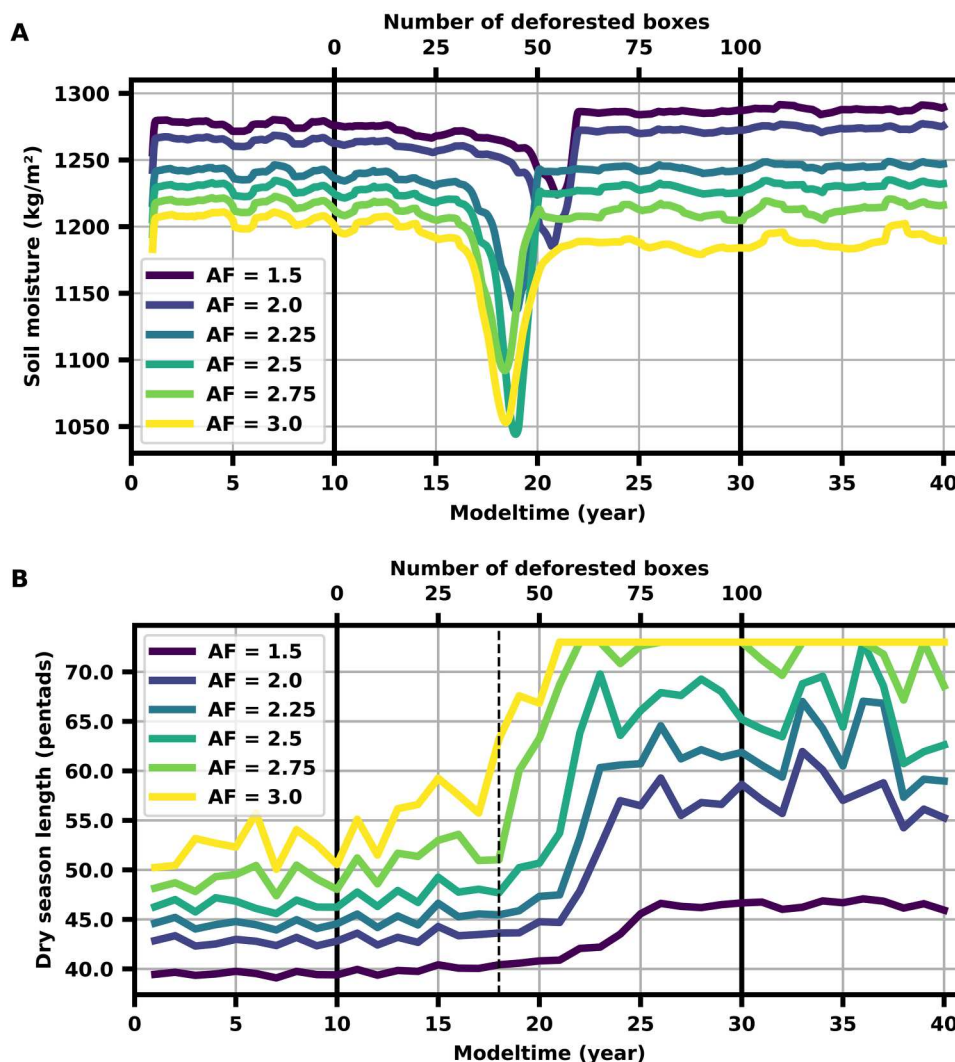 A
Number of deforested boxes
0 25 50 75 100
1300
1250
1200
1150
1100
1050
Soil moisture (kg/m²)
AF = 1.5
AF = 2.0
AF = 2.25
AF = 2.5
AF = 2.75
AF = 3.0
0 5 10 15 20 25 30 35 40
Modeltime (year)
B
Number of deforested boxes
0 25 50 75 100
70.0
65.0
60.0
55.0
50.0
45.0
40.0
Dry season length (pentads)
AF = 1.5
AF = 2.0
AF = 2.25
AF = 2.5
AF = 2.75
AF = 3.0
0 5 10 15 20 25 30 35 40
Modeltime (year)